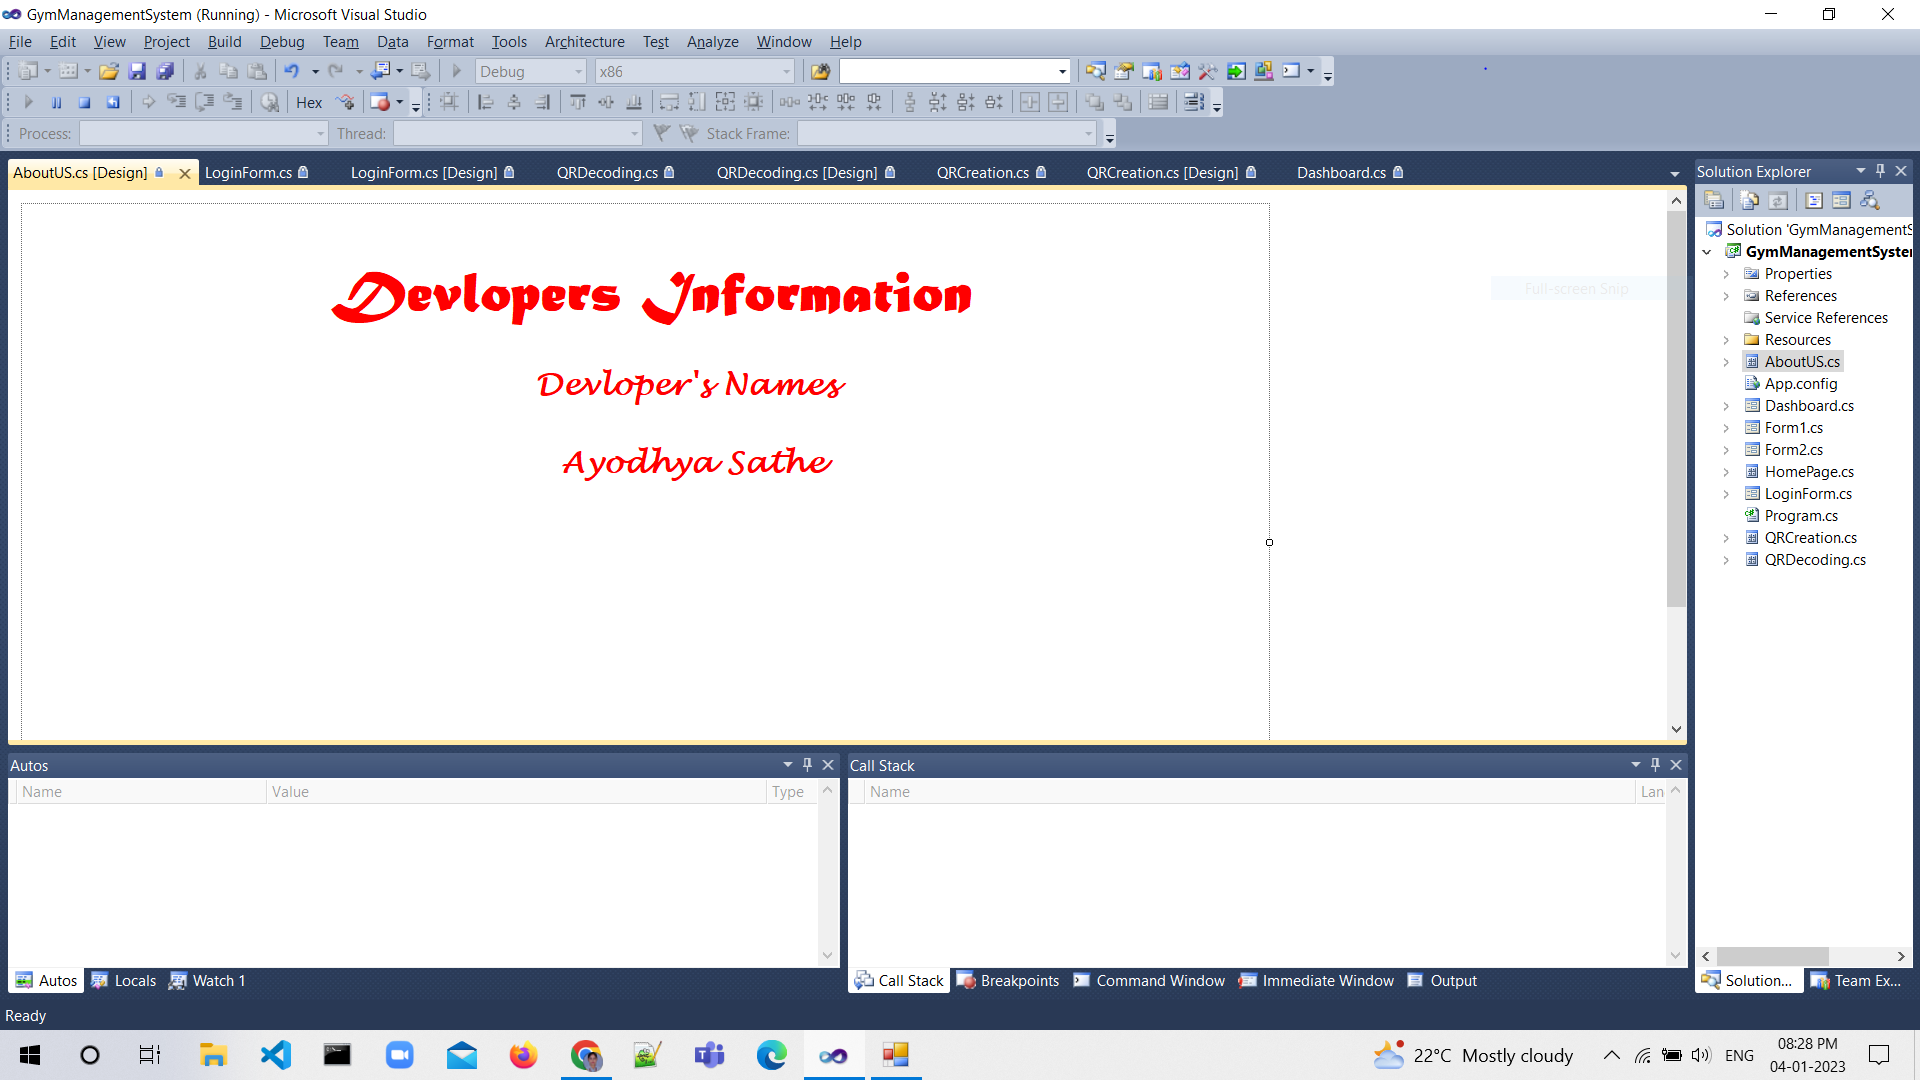 GymManagementSystem (Running) - Microsoft Visual Studio
File Edit View Project Build Debug Team Data Format Tools Architecture Test Analyze Window Help
Debug x86
Hex
Process: Thread: Stack Frame:
AboutUS.cs [Design] LoginForm.cs LoginForm.cs [Design] QRDecoding.cs QRDecoding.cs [Design] QRCreation.cs QRCreation.cs [Design] Dashboard.cs
Devlopers Information
Devloper's Names
Ayodhya Sathe
Full-screen Snip
Solution Explorer
Solution 'GymManagementS
GymManagementSyster
Properties
References
Service References
Resources
AboutUS.cs
App.config
Dashboard.cs
Form1.cs
Form2.cs
HomePage.cs
LoginForm.cs
Program.cs
QRCreation.cs
QRDecoding.cs
Autos
Name Value Type
Call Stack
Name Lan
Autos Locals Watch 1
Call Stack Breakpoints Command Window Immediate Window Output
Solution... Team Ex...
Ready
22°C Mostly cloudy
ENG
08:28 PM
04-01-2023